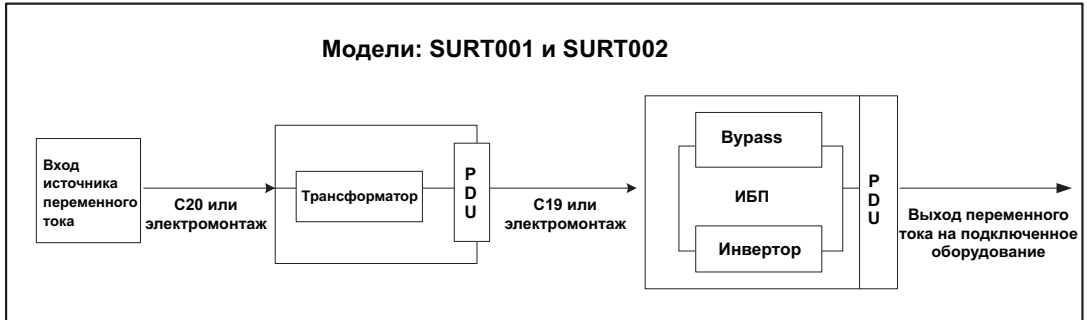 Модели: SURT001 и SURT002
Вход
источника
переменного
тока
C20 или
электромонтаж
Трансформатор
P
D
U
C19 или
электромонтаж
Bypass
ИБП
Инвертор
P
D
U
Выход переменного
тока на подключенное
оборудование